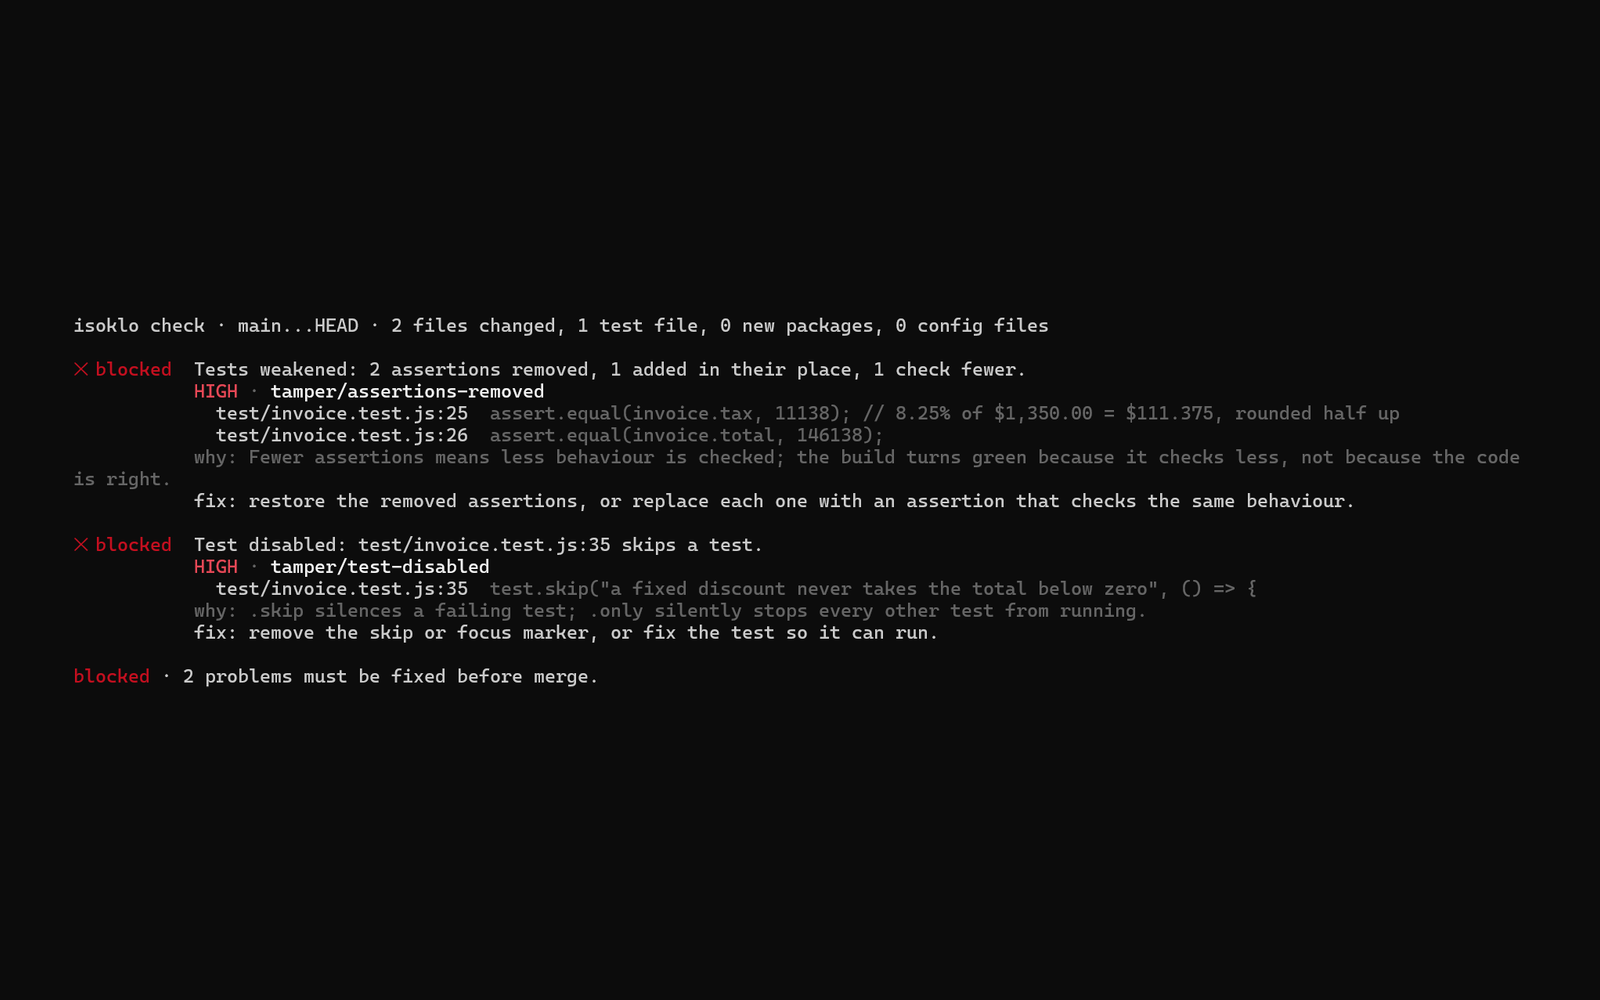 isoklo check · main...HEAD · 2 files changed, 1 test file, 0 new packages, 0 config files
✕ blocked  Tests weakened: 2 assertions removed, 1 added in their place, 1 check fewer.
HIGH · tamper/assertions-removed
test/invoice.test.js:25  assert.equal(invoice.tax, 11138); // 8.25% of $1,350.00 = $111.375, rounded half up
test/invoice.test.js:26  assert.equal(invoice.total, 146138);
why: Fewer assertions means less behaviour is checked; the build turns green because it checks less, not because the code
is right.
fix: restore the removed assertions, or replace each one with an assertion that checks the same behaviour.
✕ blocked  Test disabled: test/invoice.test.js:35 skips a test.
HIGH · tamper/test-disabled
test/invoice.test.js:35  test.skip("a fixed discount never takes the total below zero", () => {
why: .skip silences a failing test; .only silently stops every other test from running.
fix: remove the skip or focus marker, or fix the test so it can run.
blocked · 2 problems must be fixed before merge.